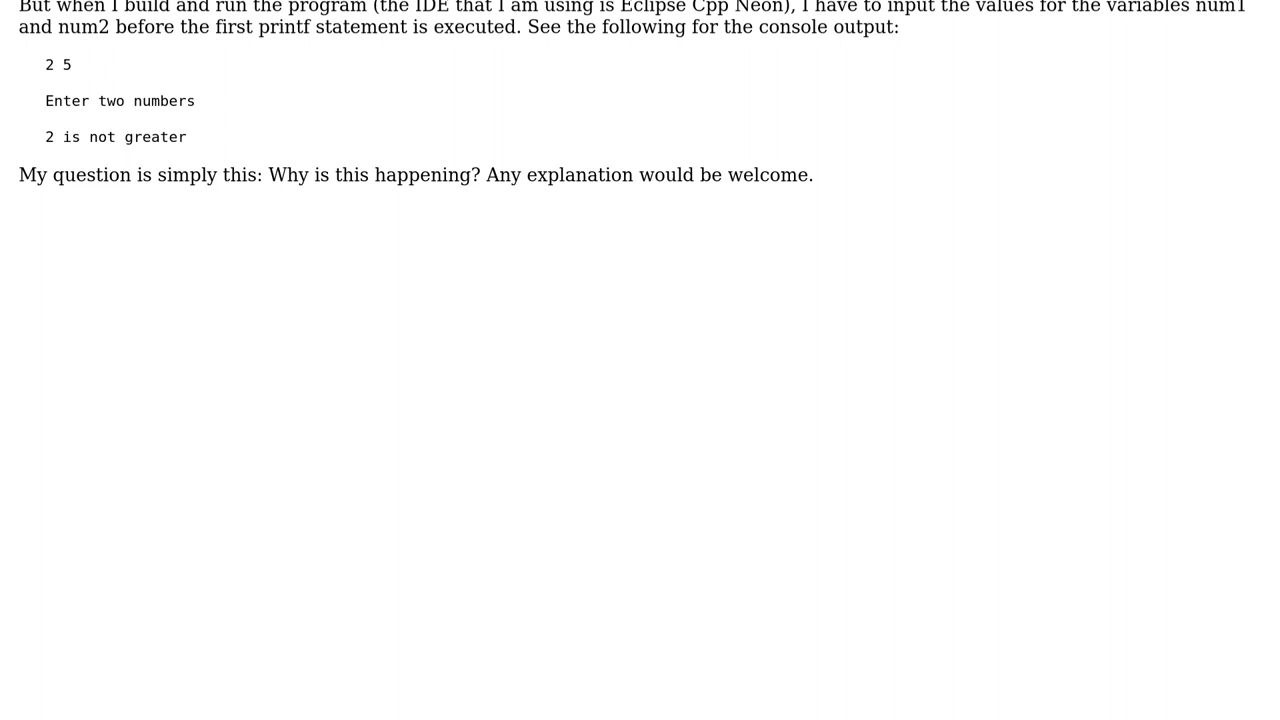 But when I build and run the program (the IDE that I am using is Eclipse Cpp Neon), I have to input the values for the variables num1
and num2 before the first printf statement is executed. See the following for the console output:
2 5
Enter two numbers
2 is not greater
My question is simply this: Why is this happening? Any explanation would be welcome.